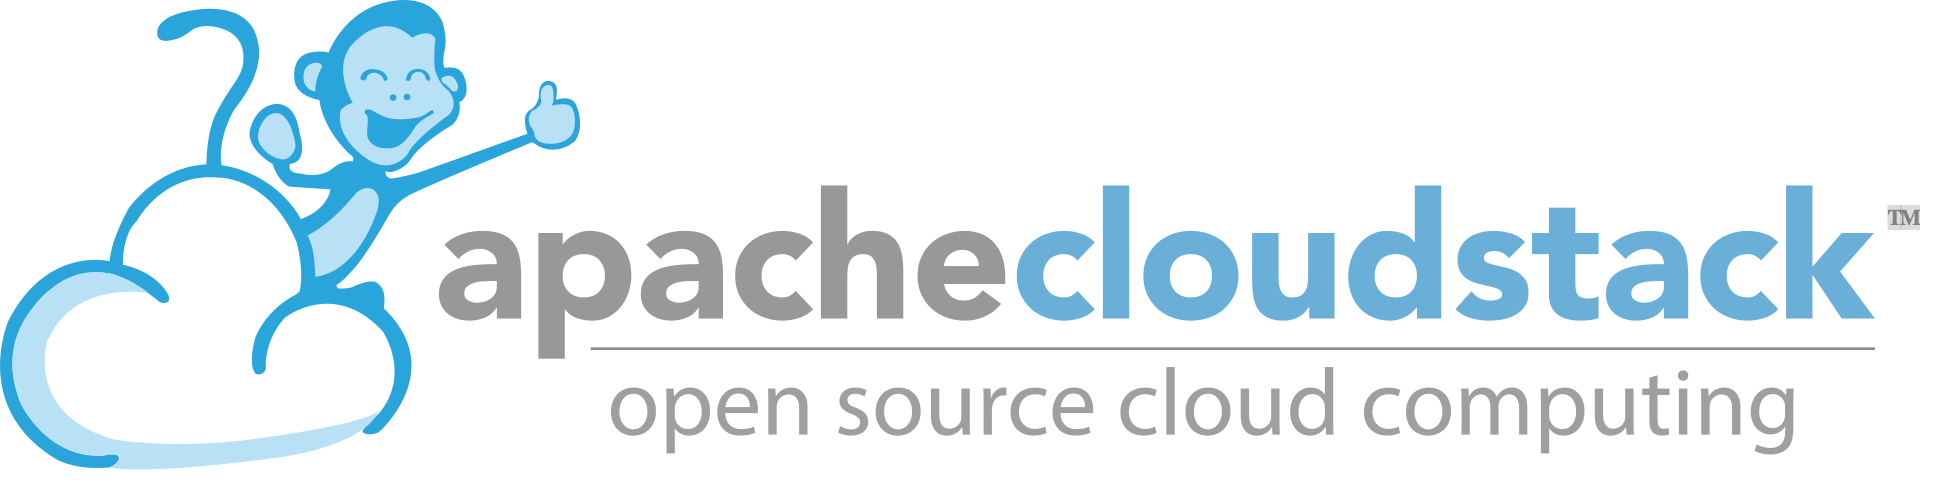 apachecloudstack™
open source cloud computing